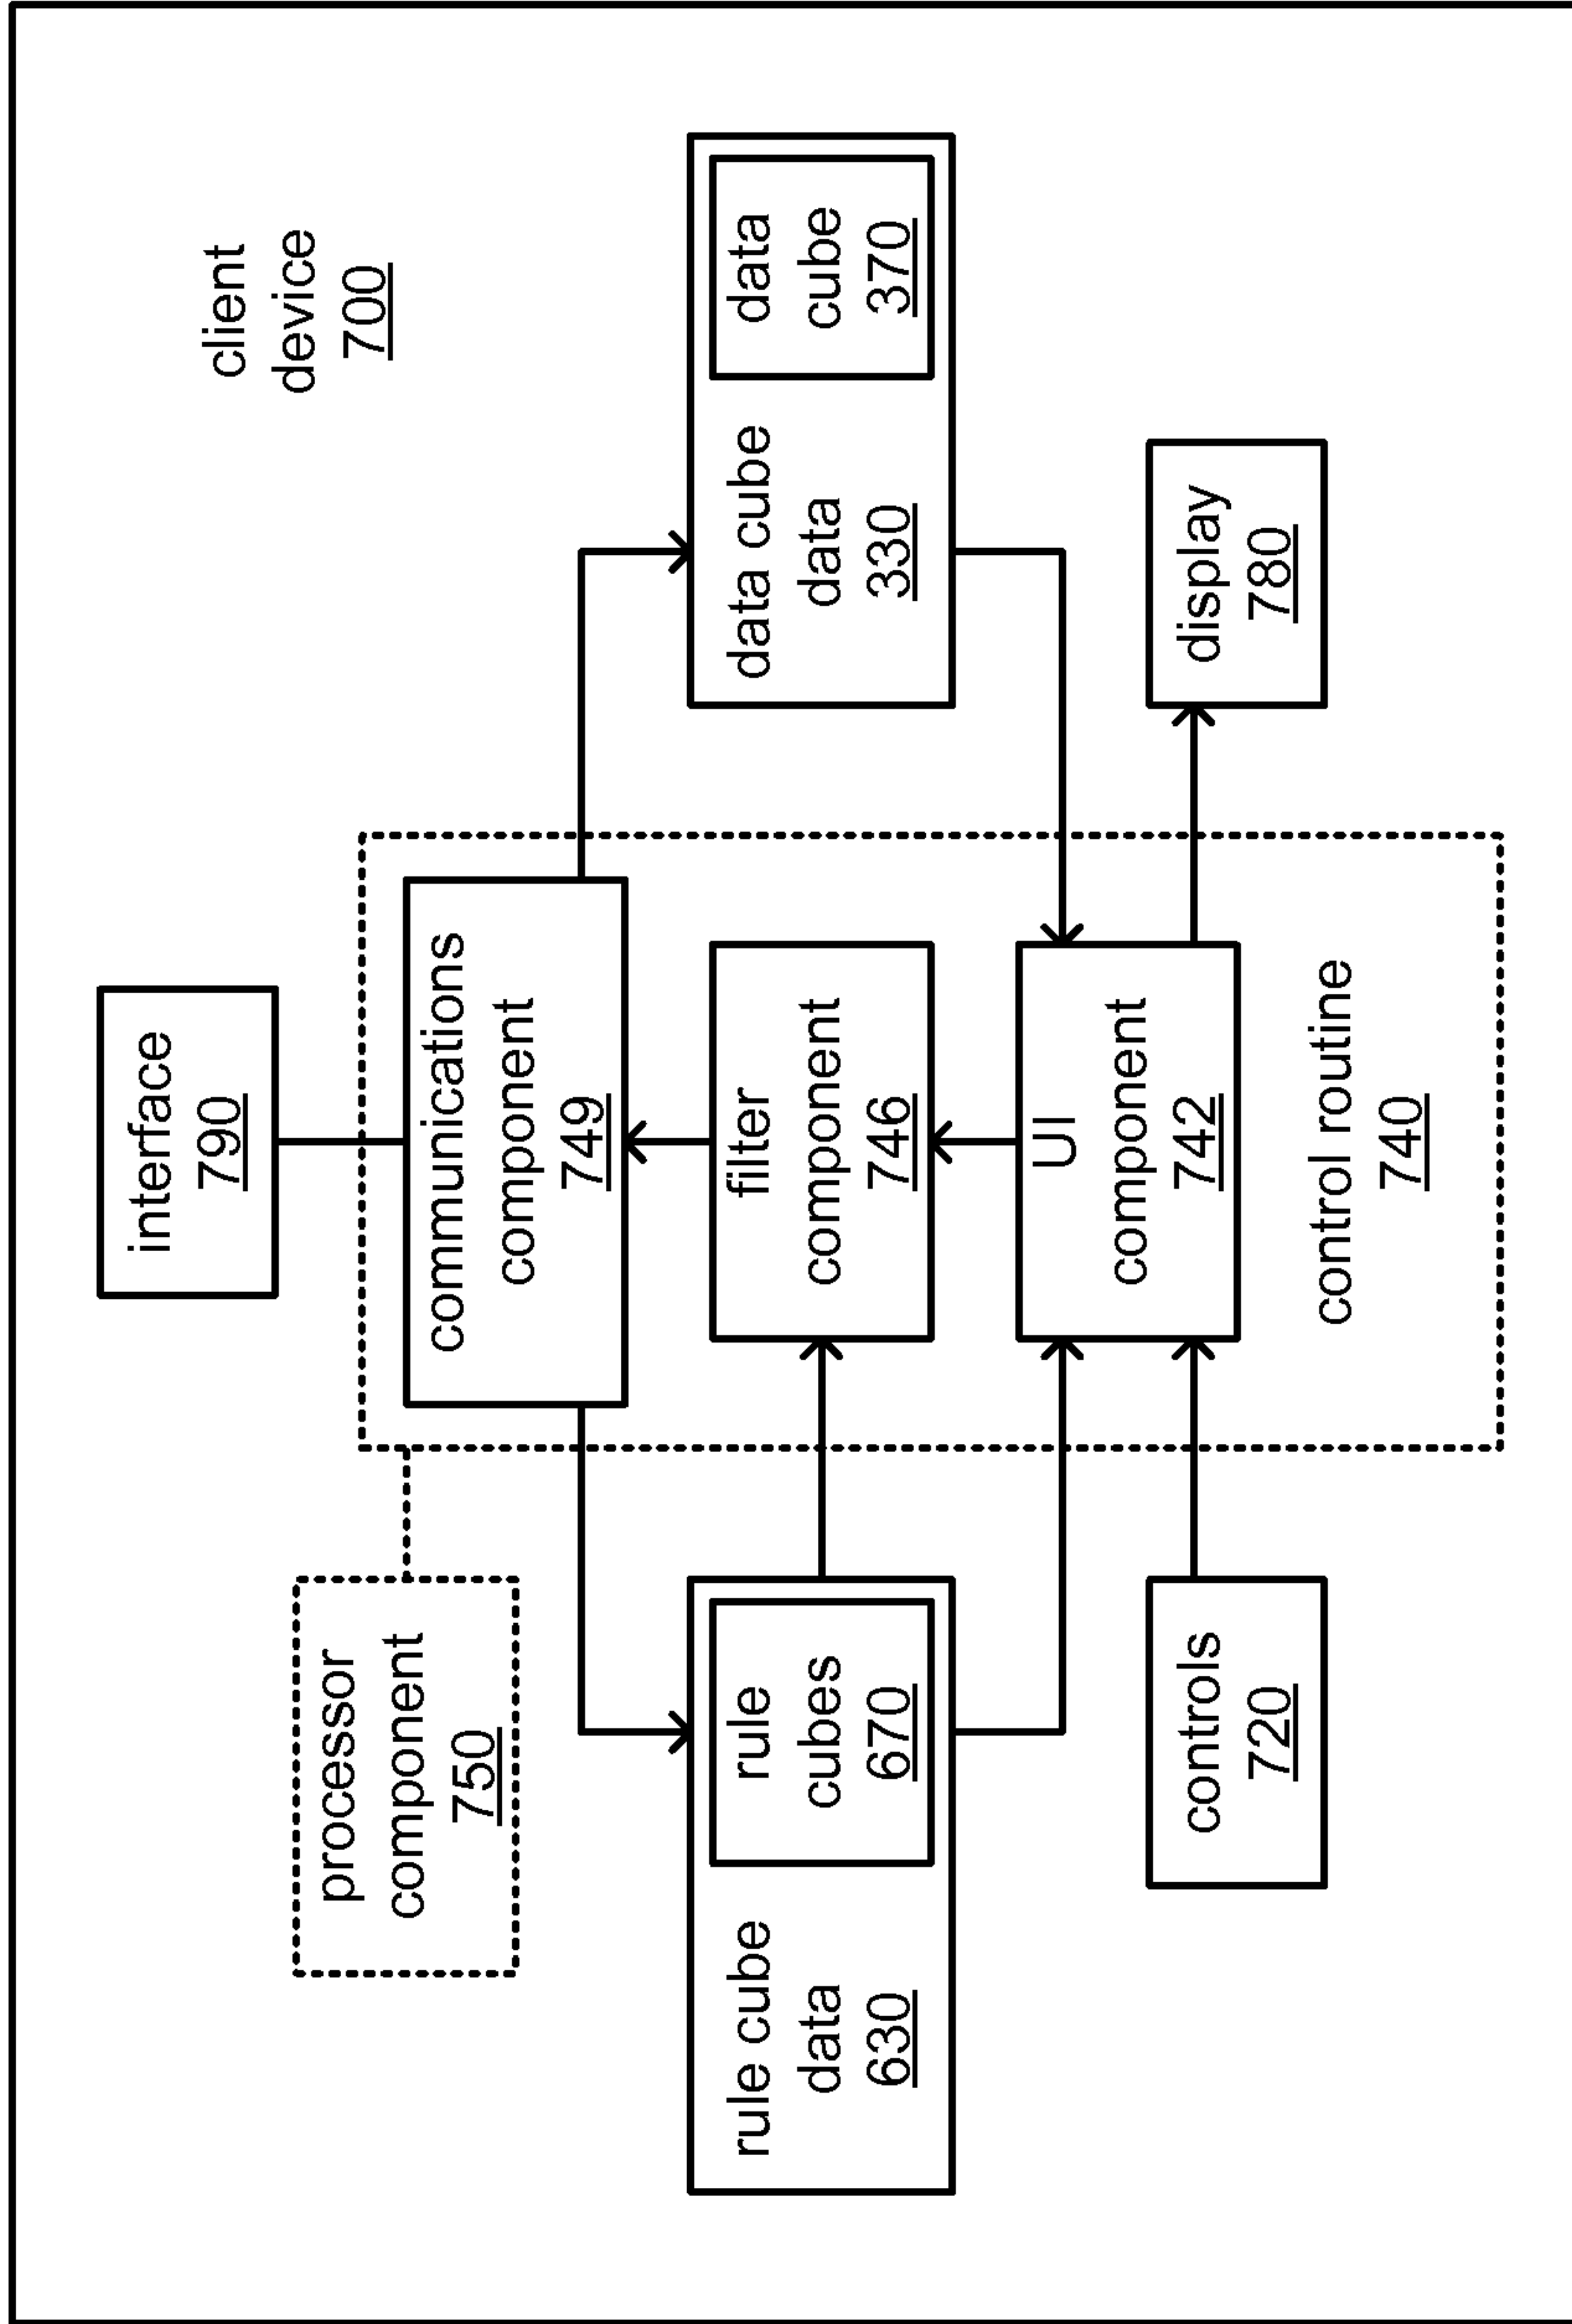 interface
790
client
device
700
processor
component
750
communications
component
749
rule cube
data
630
rule
cubes
670
filter
component
746
data cube
data
330
data
cube
370
UI
component
742
controls
720
display
780
control routine
740